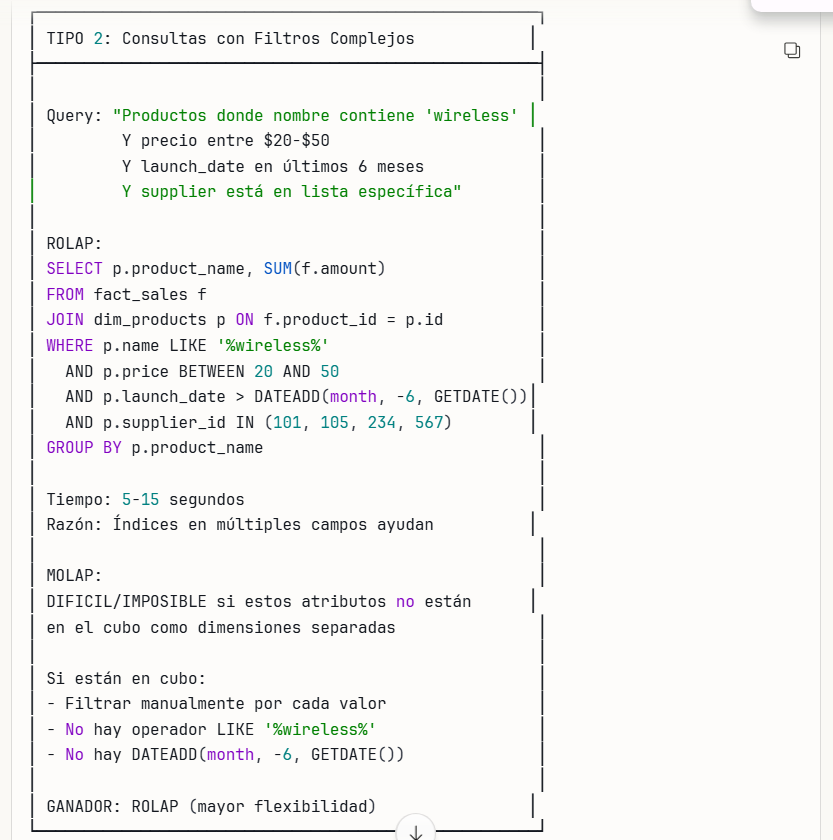 TIPO 2: Consultas con Filtros Complejos
Query: "Productos donde nombre contiene 'wireless'
Y precio entre $20-$50
Y launch_date en últimos 6 meses
Y supplier está en lista específica"
ROLAP:
SELECT p.product_name, SUM(f.amount)
FROM fact_sales f
JOIN dim_products p ON f.product_id = p.id
WHERE p.name LIKE '%wireless%'
AND p.price BETWEEN 20 AND 50
AND p.launch_date > DATEADD(month, -6, GETDATE())
AND p.supplier_id IN (101, 105, 234, 567)
GROUP BY p.product_name
Tiempo: 5-15 segundos
Razón: Índices en múltiples campos ayudan
MOLAP:
DIFICIL/IMPOSIBLE si estos atributos no están
en el cubo como dimensiones separadas
Si están en cubo:
- Filtrar manualmente por cada valor
- No hay operador LIKE '%wireless%'
- No hay DATEADD(month, -6, GETDATE())
GANADOR: ROLAP (mayor flexibilidad)